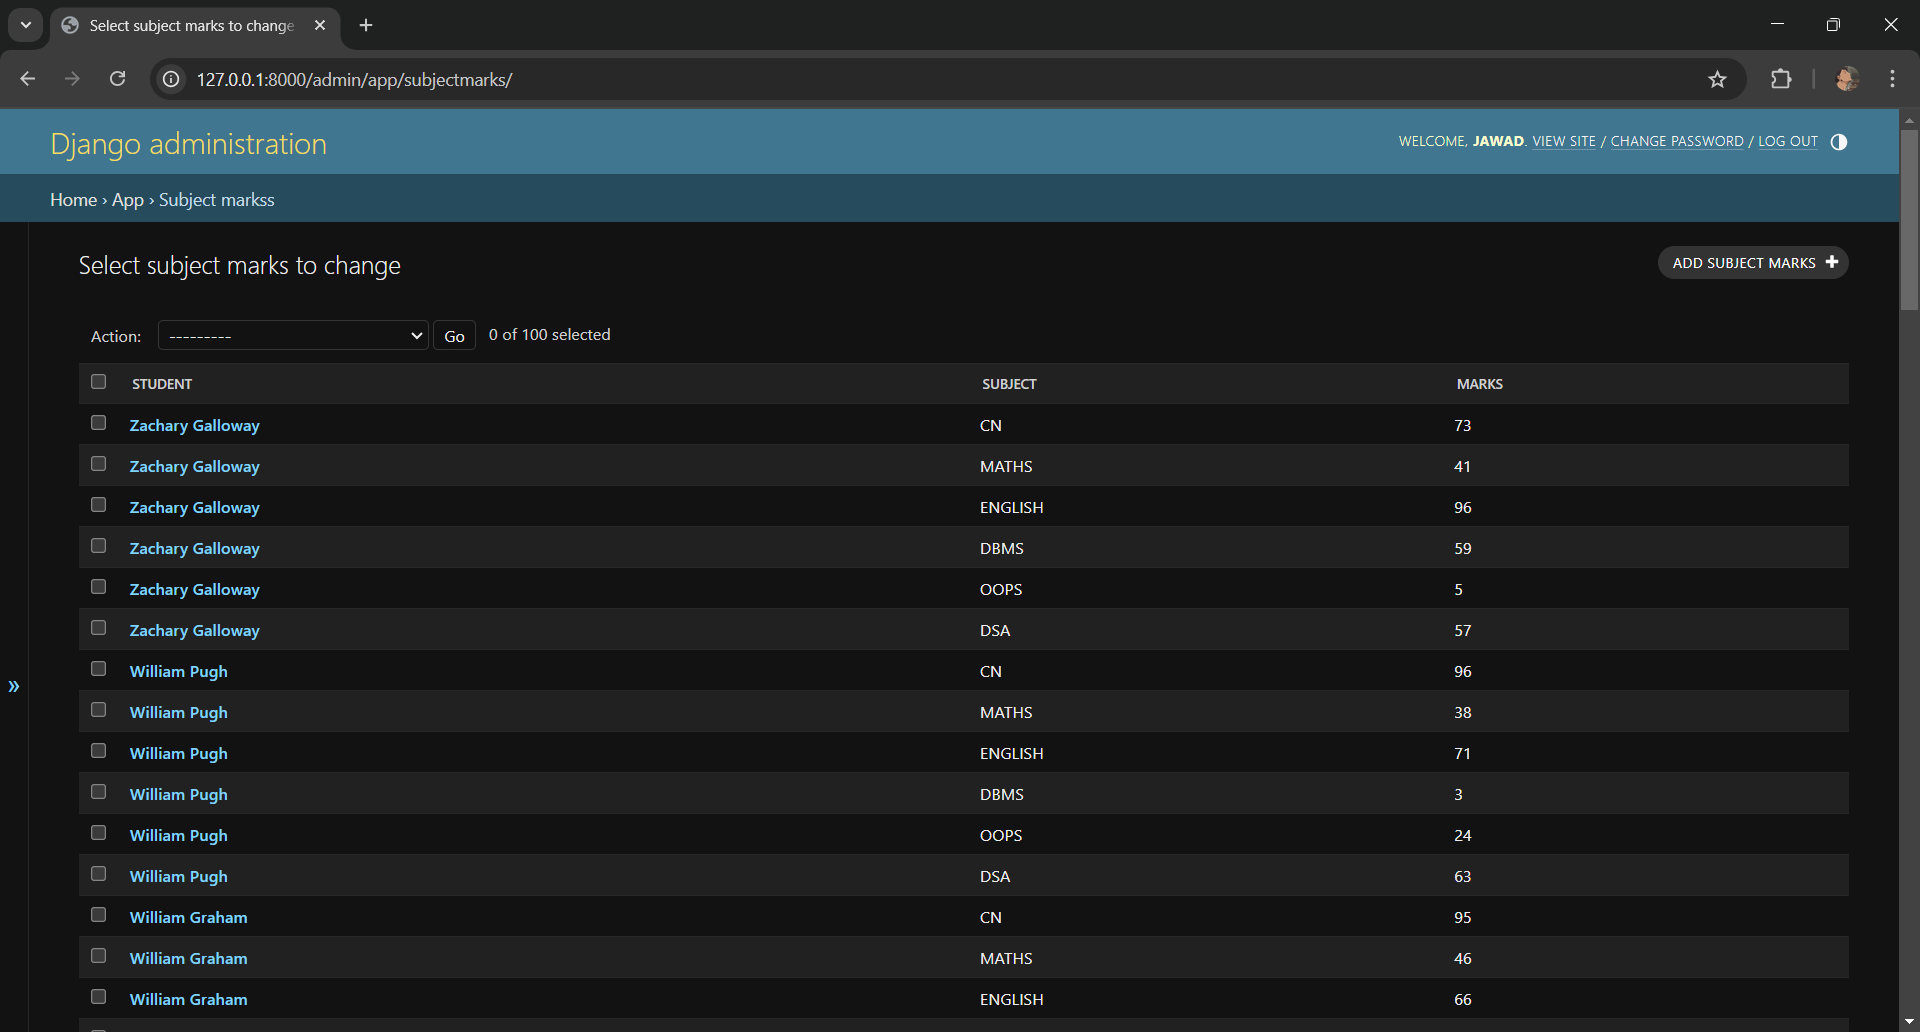 Select subject marks to change
127.0.0.1:8000/admin/app/subjectmarks/
Django administration
WELCOME, JAWAD. VIEW SITE / CHANGE PASSWORD / LOG OUT
Home › App › Subject markss
Select subject marks to change
ADD SUBJECT MARKS
Action: --------- Go 0 of 100 selected
STUDENT SUBJECT MARKS
Zachary Galloway CN 73
Zachary Galloway MATHS 41
Zachary Galloway ENGLISH 96
Zachary Galloway DBMS 59
Zachary Galloway OOPS 5
Zachary Galloway DSA 57
William Pugh CN 96
William Pugh MATHS 38
William Pugh ENGLISH 71
William Pugh DBMS 3
William Pugh OOPS 24
William Pugh DSA 63
William Graham CN 95
William Graham MATHS 46
William Graham ENGLISH 66